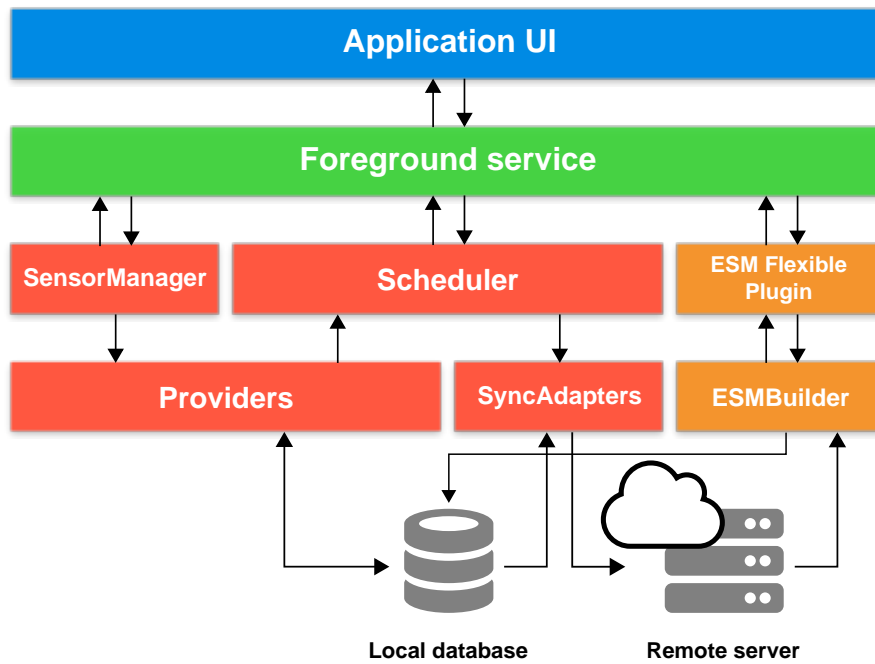 Application UI
Foreground service
SensorManager
Scheduler
ESM Flexible
Plugin
Providers
SyncAdapters
ESMBuilder
Local database
Remote server